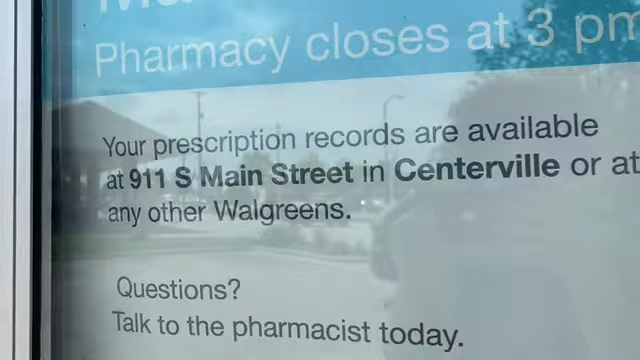 Pharmacy closes at 3 pm
Your prescription records are available
at 911 S Main Street in Centerville or at
any other Walgreens.
Questions?
Talk to the pharmacist today.